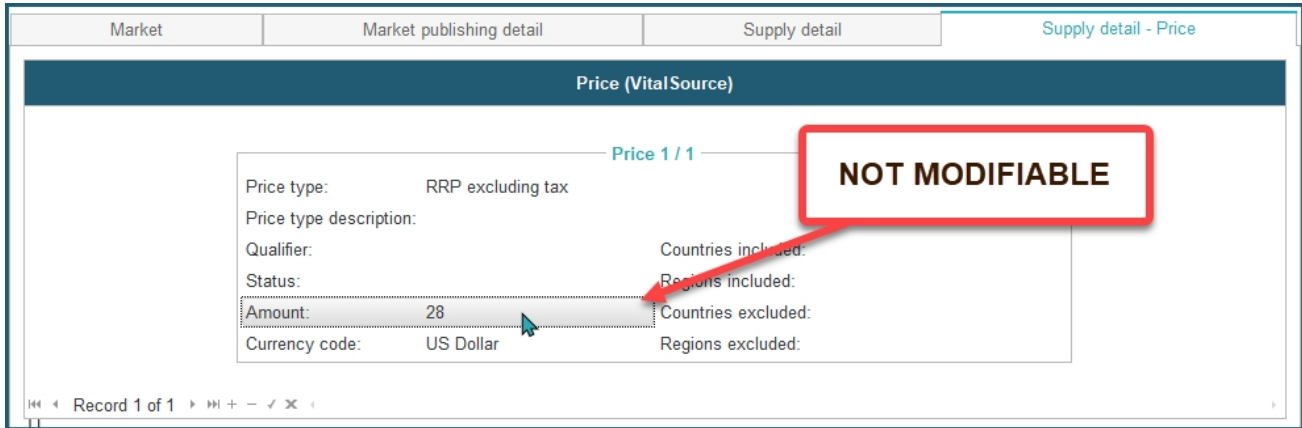 Market Market publishing detail Supply detail Supply detail - Price
Price (VitalSource)
Price 1 / 1
NOT MODIFIABLE
Price type: RRP excluding tax
Price type description:
Qualifier: Countries included:
Status: Regions included:
Amount: 28 Countries excluded:
Currency code: US Dollar Regions excluded:
Record 1 of 1